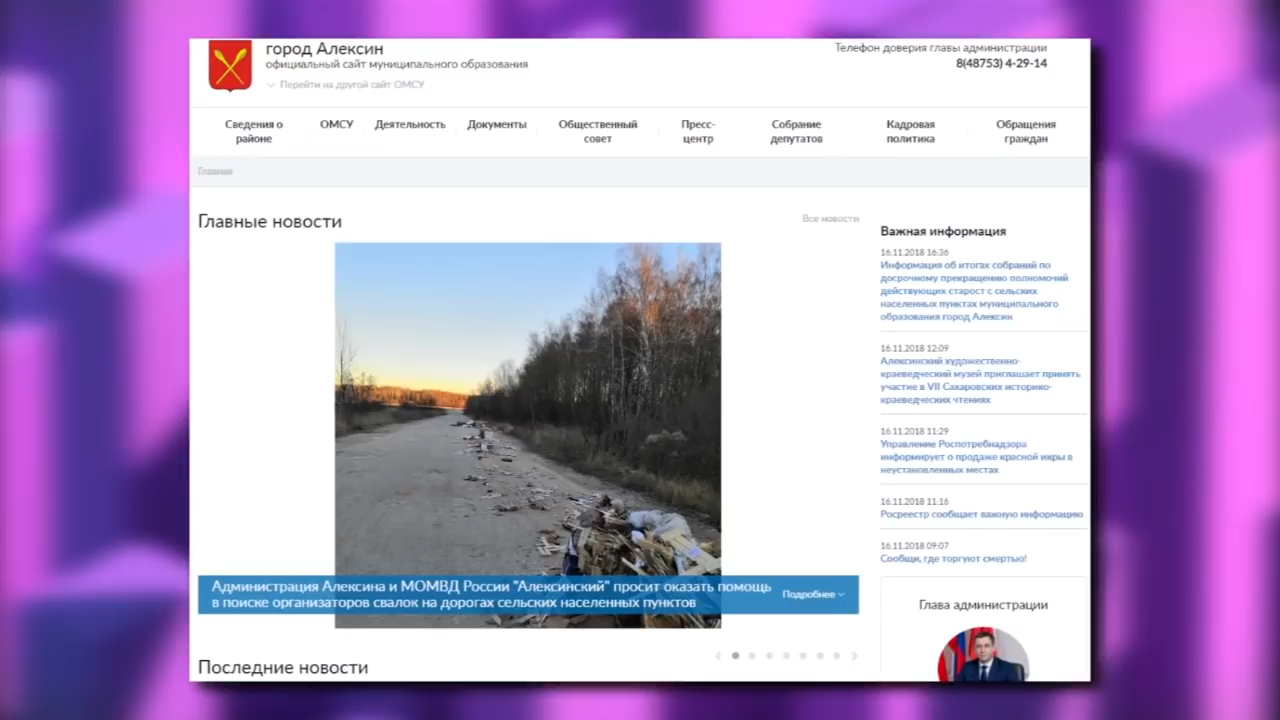 город Алексин
официальный сайт муниципального образования
Перейти на другой сайт ОМСУ
Телефон доверия главы администрации
8(48753) 4-29-14
Сведения о
районе
ОМСУ
Деятельность
Документы
Общественный
совет
Пресс-
центр
Собрание
депутатов
Кадровая
политика
Обращения
граждан
Главная
Главные новости
Все новости
Администрация Алексина и МОМВД России "Алексинский" просит оказать помощь
в поиске организаторов свалок на дорогах сельских населенных пунктов
Подробнее
Последние новости
Важная информация
16.11.2018 16:36
Информация об итогах собраний по
досрочному прекращению полномочий
действующих старост с сельских
населенных пунктах муниципального
образования город Алексин
16.11.2018 12:09
Алексинский художественно-
краеведческий музей приглашает принять
участие в VII Сахаровских историко-
краеведческих чтениях
16.11.2018 11:29
Управление Роспотребнадзора
информирует о продаже красной икры в
неустановленных местах
16.11.2018 11:16
Росреестр сообщает важную информацию
16.11.2018 09:07
Сообщи, где торгуют смертью!
Глава администрации